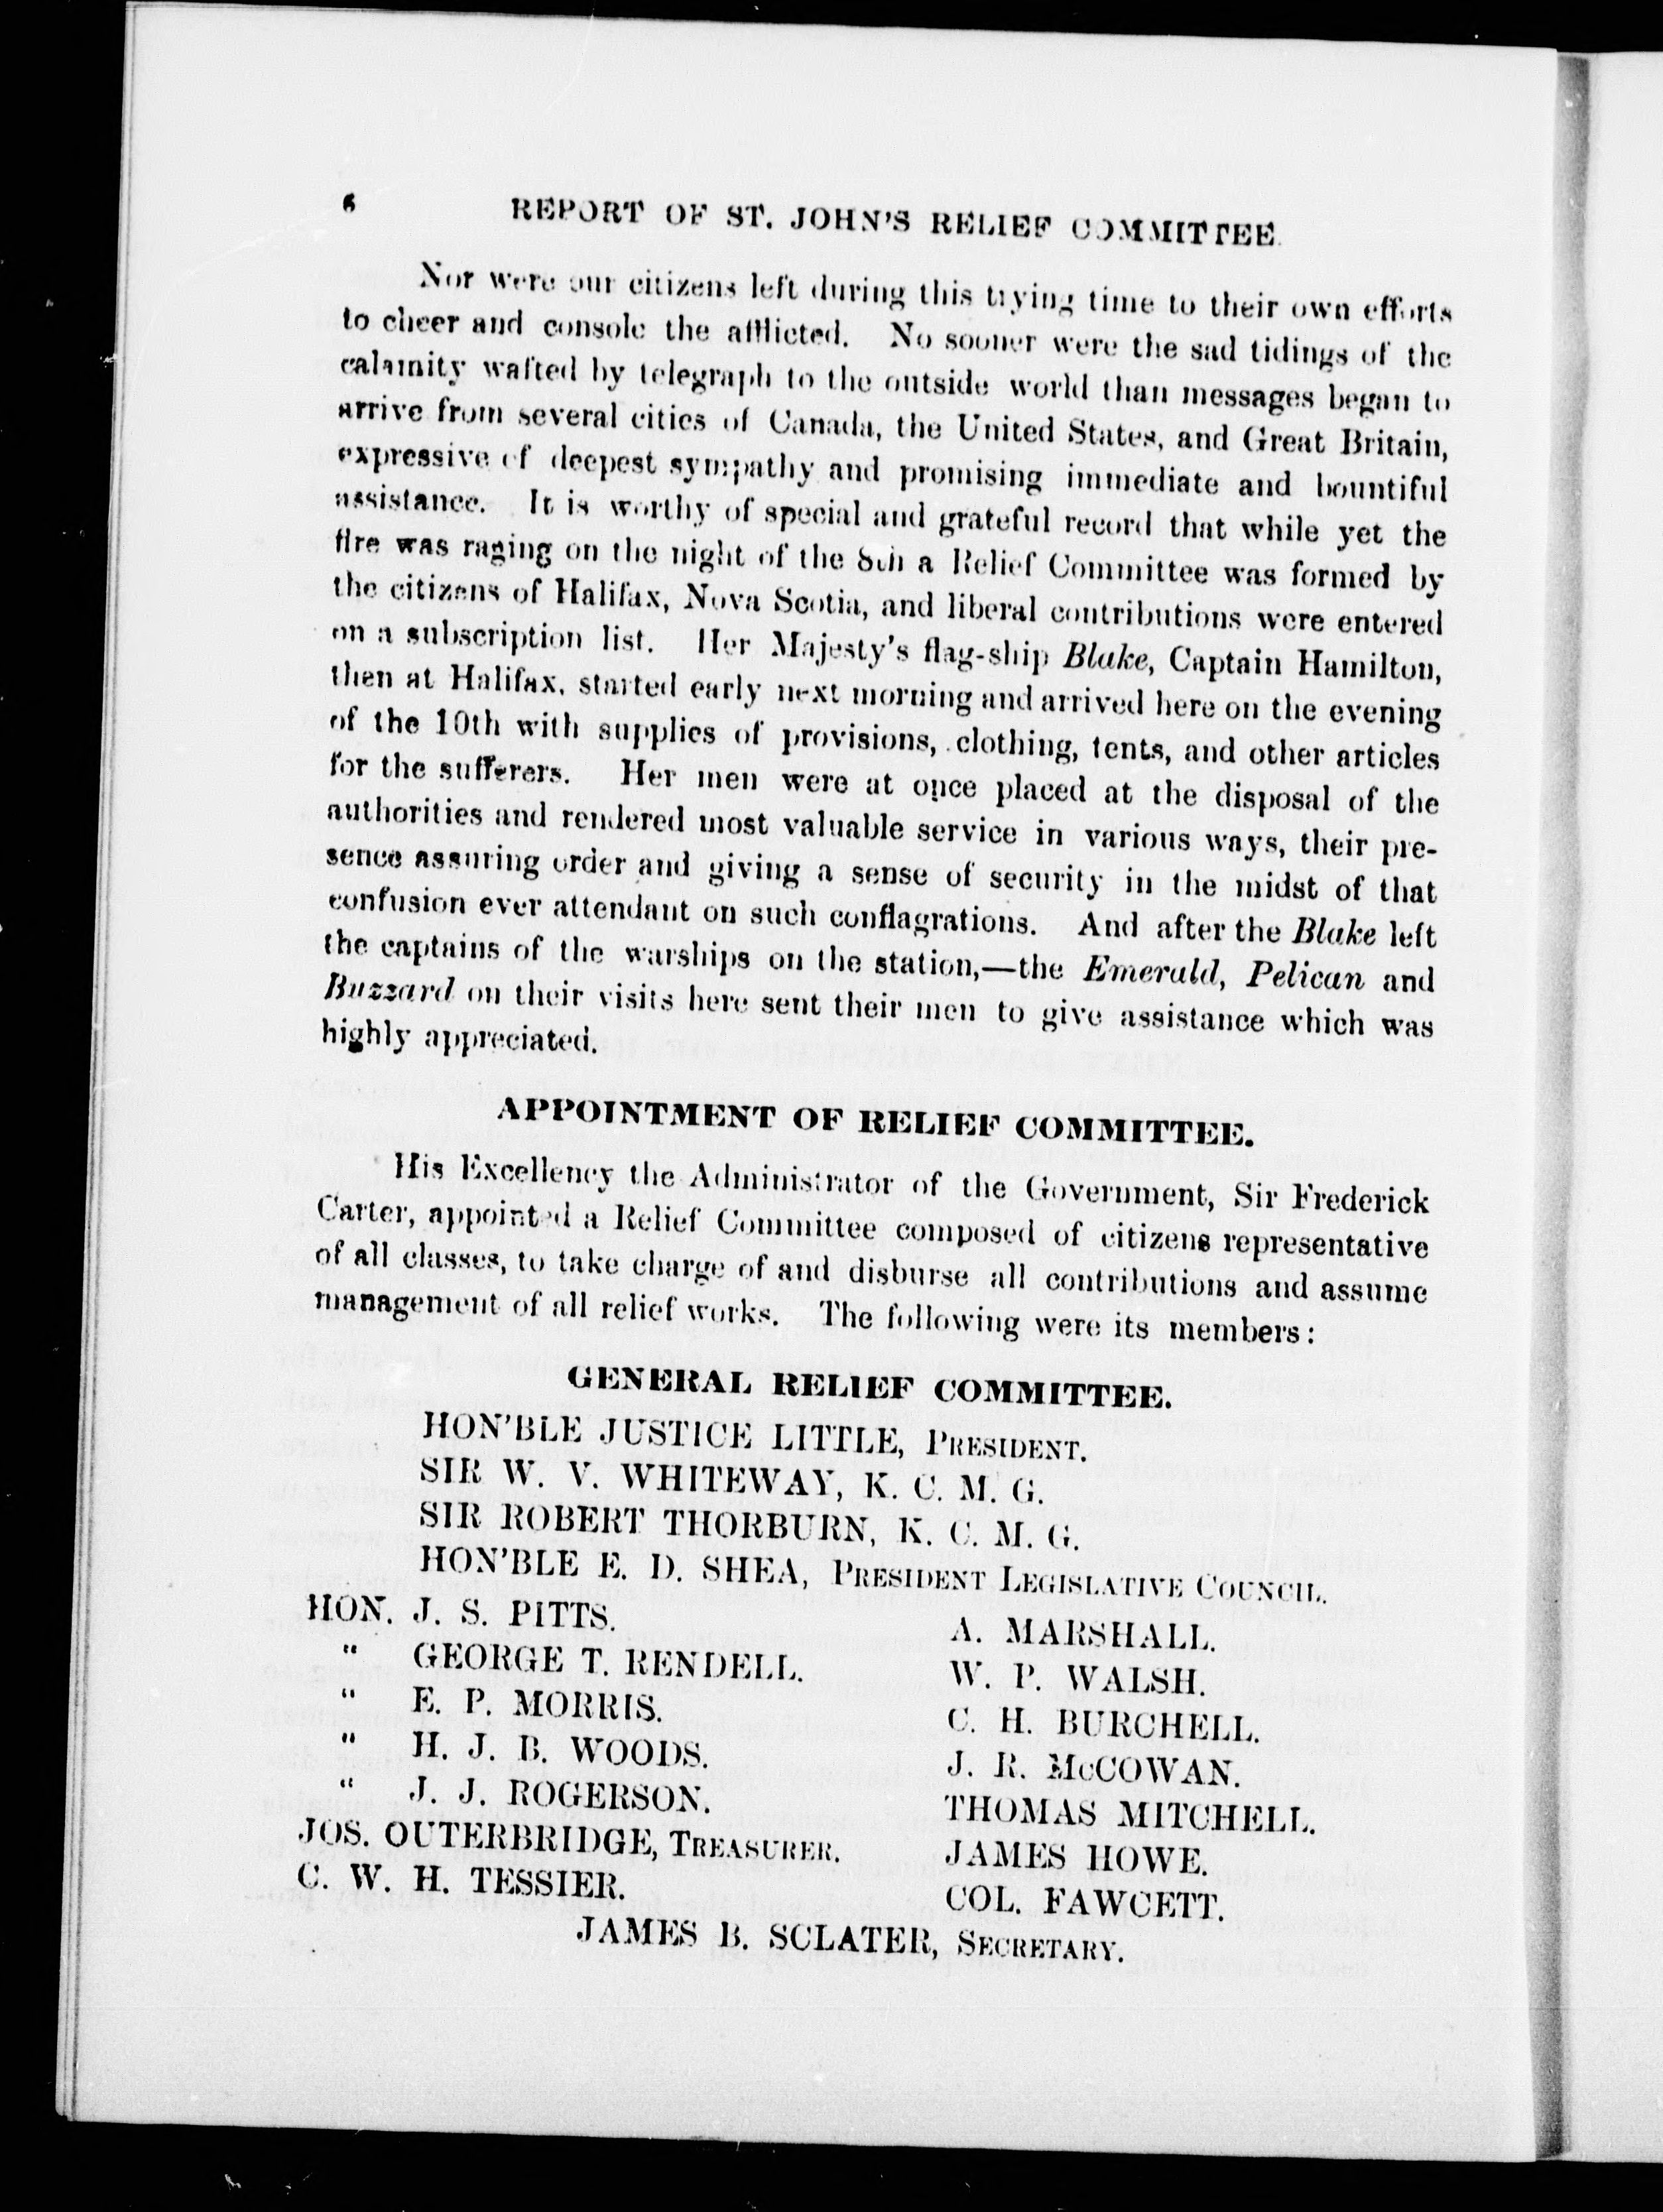 6 REPORT OF ST. JOHN'S RELIEF COMMITTEE.
Nor were our citizens left during this trying time to their own efforts
to cheer and console the afflicted. No sooner were the sad tidings of the
calamity wafted by telegraph to the outside world than messages began to
arrive from several cities of Canada, the United States, and Great Britain,
expressive of deepest sympathy and promising immediate and bountiful
assistance. It is worthy of special and grateful record that while yet the
fire was raging on the night of the 8th a Relief Committee was formed by
the citizens of Halifax, Nova Scotia, and liberal contributions were entered
on a subscription list. Her Majesty's flag-ship Blake, Captain Hamilton,
then at Halifax, started early next morning and arrived here on the evening
of the 10th with supplies of provisions, clothing, tents, and other articles
for the sufferers. Her men were at once placed at the disposal of the
authorities and rendered most valuable service in various ways, their pre-
sence assuring order and giving a sense of security in the midst of that
confusion ever attendant on such conflagrations. And after the Blake left
the captains of the warships on the station,—the Emerald, Pelican and
Buzzard on their visits here sent their men to give assistance which was
highly appreciated.
APPOINTMENT OF RELIEF COMMITTEE.
His Excellency the Administrator of the Government, Sir Frederick
Carter, appointed a Relief Committee composed of citizens representative
of all classes, to take charge of and disburse all contributions and assume
management of all relief works. The following were its members:
GENERAL RELIEF COMMITTEE.
HON'BLE JUSTICE LITTLE, PRESIDENT.
SIR W. V. WHITEWAY, K. C. M. G.
SIR ROBERT THORBURN, K. C. M. G.
HON'BLE E. D. SHEA, PRESIDENT LEGISLATIVE COUNCIL.
HON. J. S. PITTS.
" GEORGE T. RENDELL.
" E. P. MORRIS.
" H. J. B. WOODS.
" J. J. ROGERSON.
JOS. OUTERBRIDGE, TREASURER.
C. W. H. TESSIER.
A. MARSHALL.
W. P. WALSH.
C. H. BURCHELL.
J. R. McCOWAN.
THOMAS MITCHELL.
JAMES HOWE.
COL. FAWCETT.
JAMES B. SCLATER, SECRETARY.